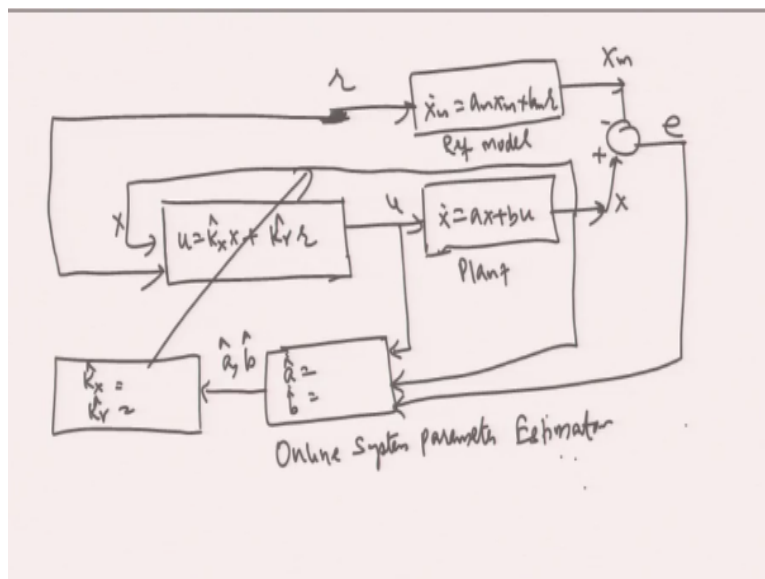 r
ẋm = amxm + bmr
Ref model
xm
-
+
e
x
u = k̂x x + k̂r r
u
ẋ = ax + bu
x
Plant
â, b̂
k̂x =
k̂r =
â̇ =
b̂̇ =
Online System parameter Estimator